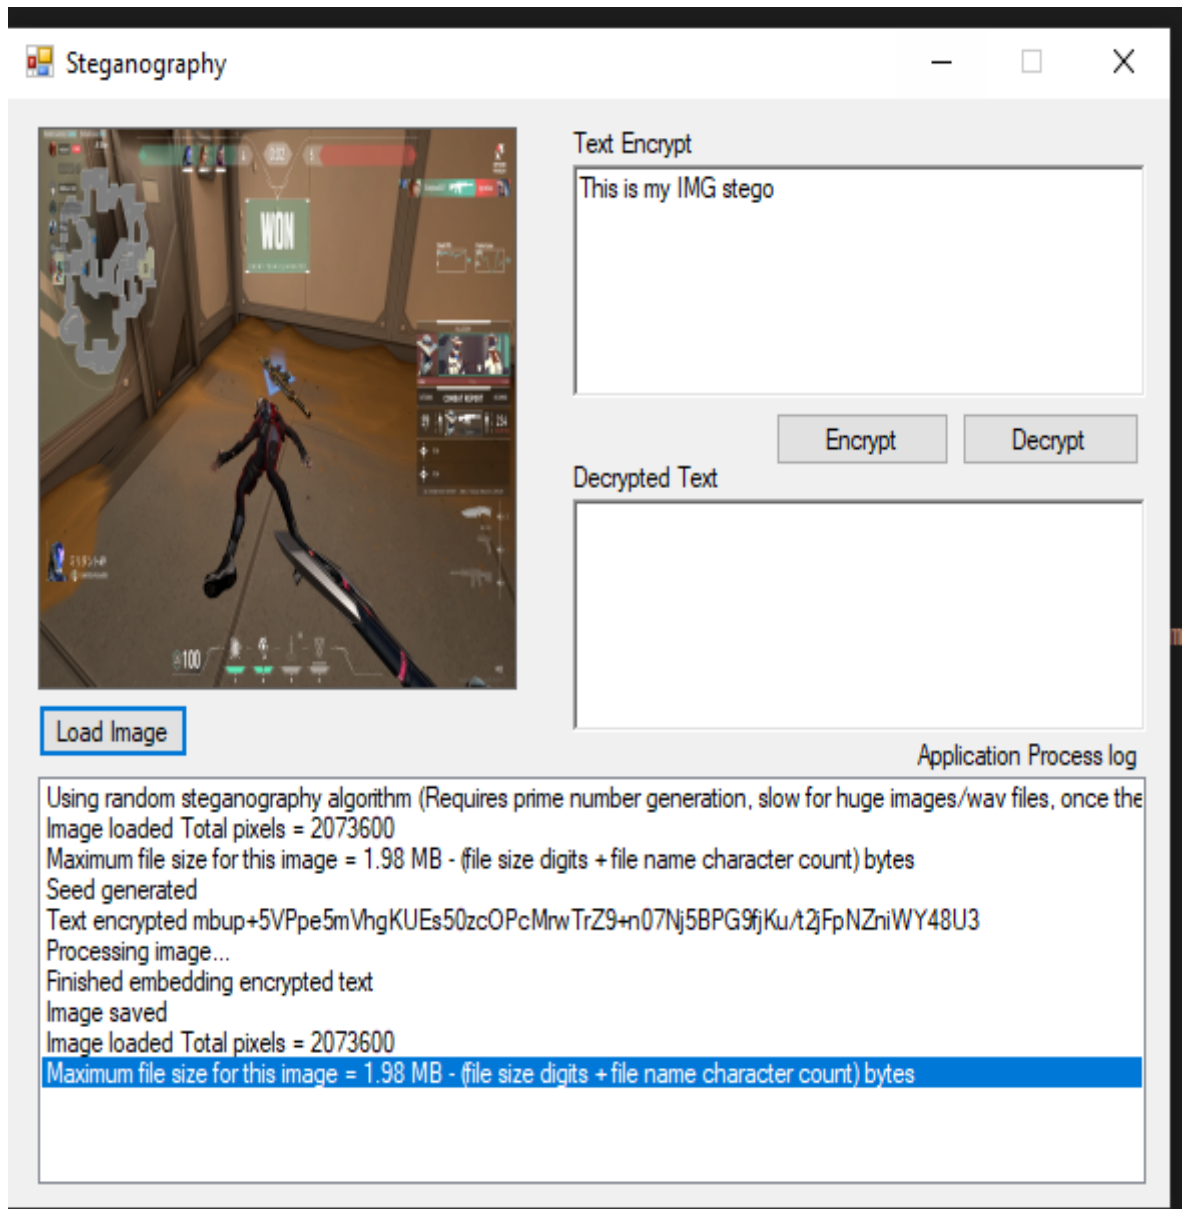 Steganography
Text Encrypt
This is my IMG stego
WON
COMBAT REPORT
100
Encrypt
Decrypt
Decrypted Text
Load Image
Application Process log
Using random steganography algorithm (Requires prime number generation, slow for huge images/wav files, once the
Image loaded Total pixels = 2073600
Maximum file size for this image = 1.98 MB - (file size digits + file name character count) bytes
Seed generated
Text encrypted mbup+5VPpe5mVhgKUEs50zcOPcMrwTrZ9+n07Nj5BPG9fjKu/t2jFpNZniWY48U3
Processing image...
Finished embedding encrypted text
Image saved
Image loaded Total pixels = 2073600
Maximum file size for this image = 1.98 MB - (file size digits + file name character count) bytes